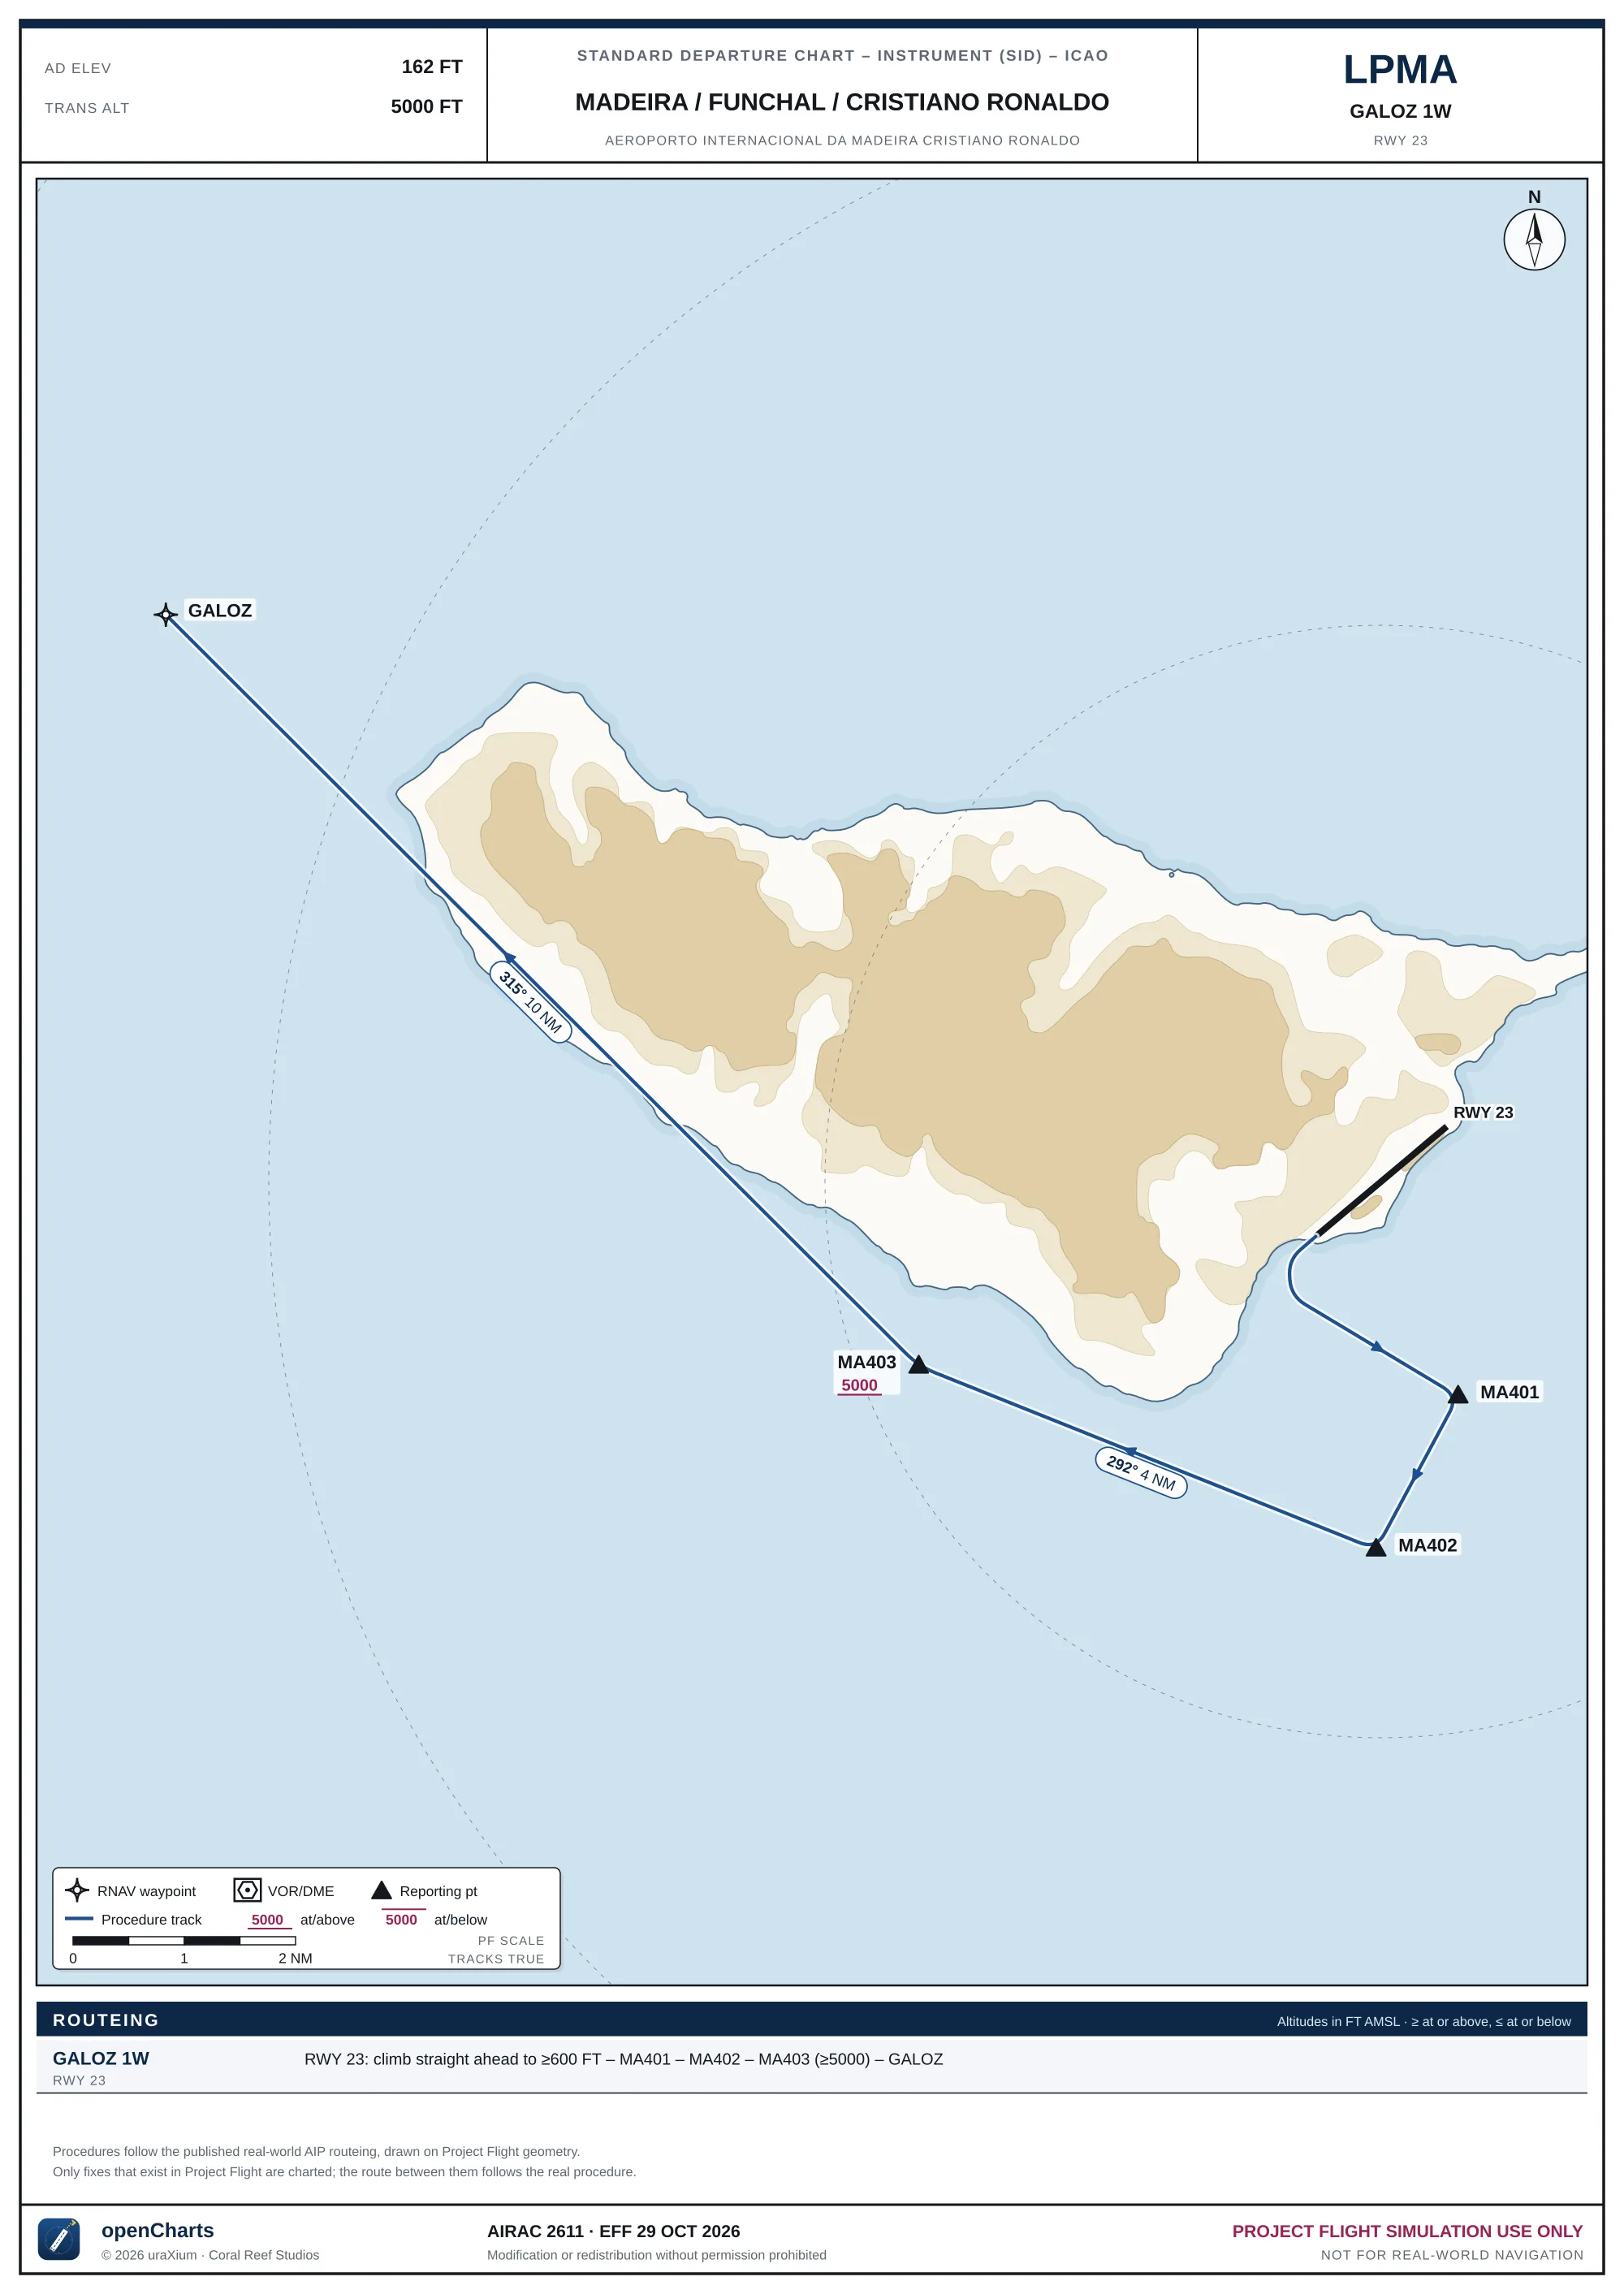 AD ELEV 162 FT
TRANS ALT 5000 FT
STANDARD DEPARTURE CHART – INSTRUMENT (SID) – ICAO
MADEIRA / FUNCHAL / CRISTIANO RONALDO
AEROPORTO INTERNACIONAL DA MADEIRA CRISTIANO RONALDO
LPMA
GALOZ 1W
RWY 23
N
GALOZ
315° 10 NM
RWY 23
MA403
5000
MA401
292° 4 NM
MA402
RNAV waypoint VOR/DME Reporting pt
Procedure track 5000 at/above 5000 at/below
PF SCALE
0 1 2 NM TRACKS TRUE
ROUTEING Altitudes in FT AMSL · ≥ at or above, ≤ at or below
GALOZ 1W RWY 23: climb straight ahead to ≥600 FT – MA401 – MA402 – MA403 (≥5000) – GALOZ
RWY 23
Procedures follow the published real-world AIP routeing, drawn on Project Flight geometry.
Only fixes that exist in Project Flight are charted; the route between them follows the real procedure.
openCharts AIRAC 2611 · EFF 29 OCT 2026 PROJECT FLIGHT SIMULATION USE ONLY
© 2026 uraXium · Coral Reef Studios Modification or redistribution without permission prohibited NOT FOR REAL-WORLD NAVIGATION